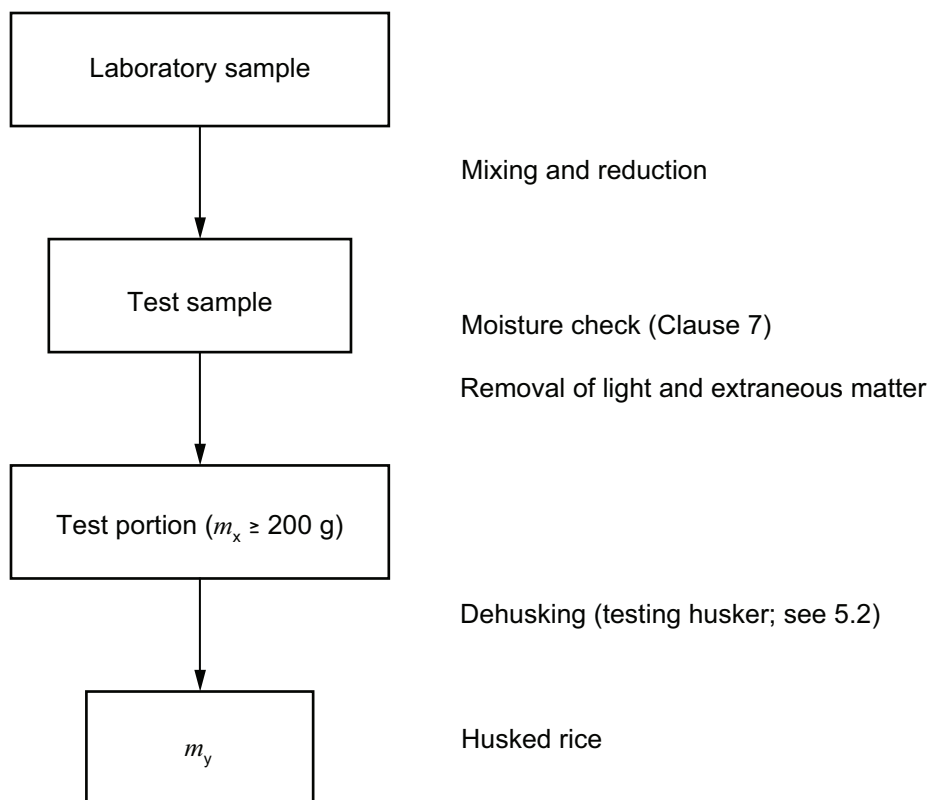 Laboratory sample
Mixing and reduction
Test sample
Moisture check (Clause 7)
Removal of light and extraneous matter
Test portion (mx ≥ 200 g)
Dehusking (testing husker; see 5.2)
my
Husked rice